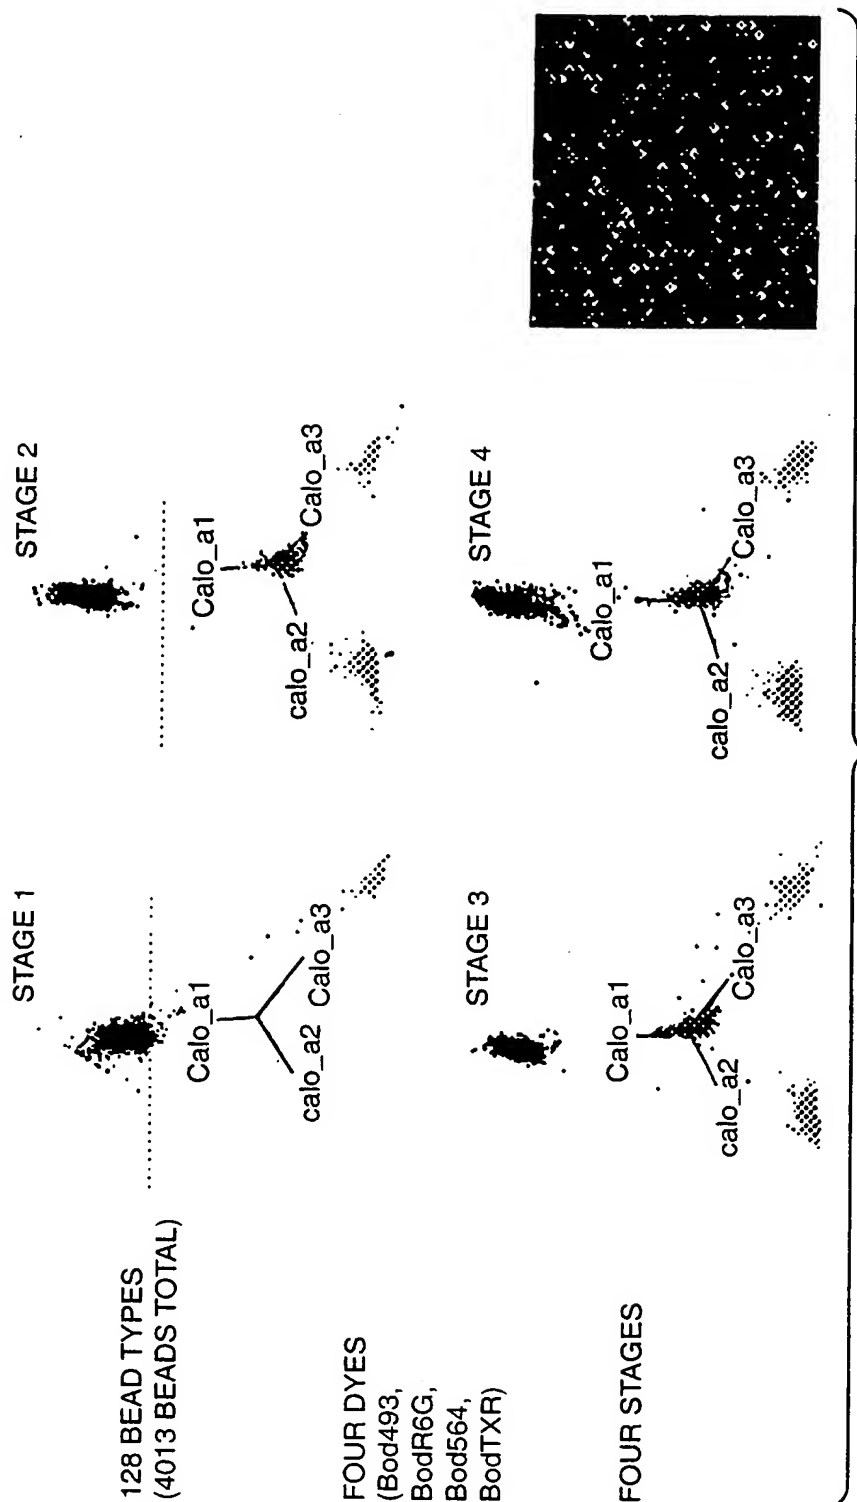 128 BEAD TYPES
(4013 BEADS TOTAL)
FOUR DYES
(Bod493,
BodR6G,
Bod564,
BodTXR)
FOUR STAGES
STAGE 1
Calo_a1
calo_a2
Calo_a3
STAGE 2
Calo_a1
calo_a2
Calo_a3
STAGE 3
Calo_a1
calo_a2
Calo_a3
STAGE 4
Calo_a1
calo_a2
Calo_a3